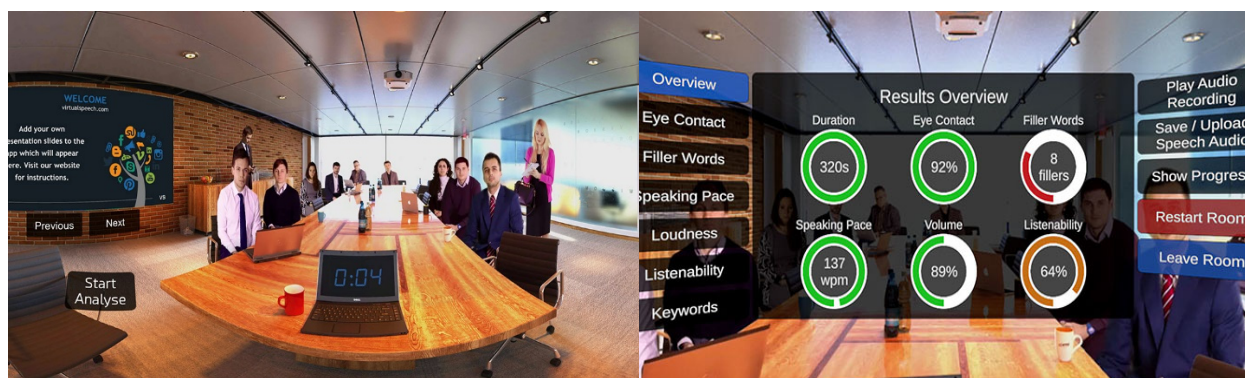 WELCOME
virtualspeech.com
Add your own
presentation slides to the
app which will appear
here. Visit our website
for instructions.
V5
Previous
Next
Start
Analyse
0:04
Overview
Eye Contact
Filler Words
Speaking Pace
Loudness
Listenability
Keywords
Results Overview
Duration
Eye Contact
Filler Words
320s
92%
8
fillers
Speaking Pace
Volume
Listenability
137
wpm
89%
64%
Play Audio
Recording
Save / Upload
Speech Audio
Show Progress
Restart Room
Leave Room